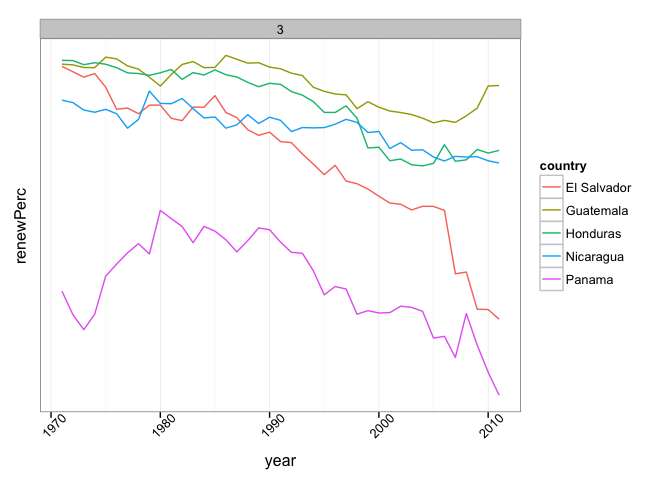 3
renewPerc
country
El Salvador
Guatemala
Honduras
Nicaragua
Panama
1970
1980
1990
2000
2010
year